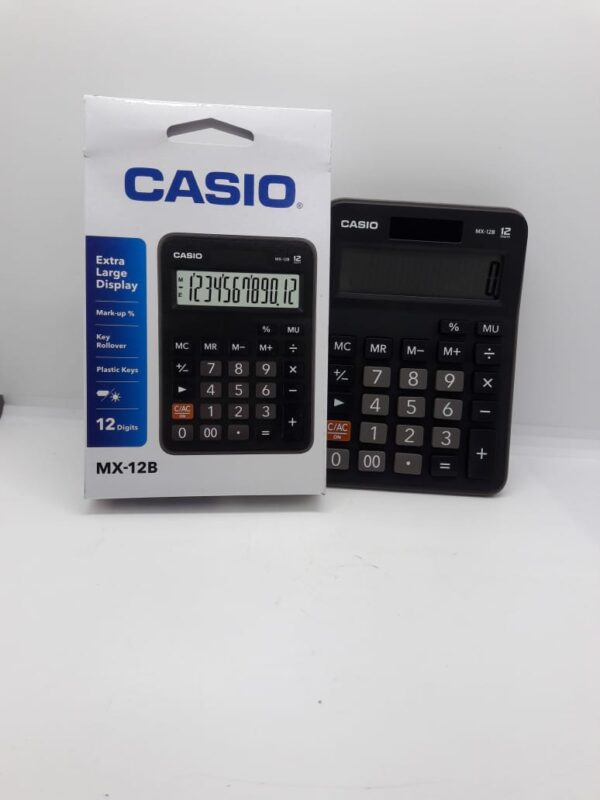 CASIO®
Extra
Large
Display
Mark-up %
Key
Rollover
Plastic Keys
12 Digits
MX-12B
CASIO
MX-12B 12
M
E
1234567890.12
% MU
MC MR M− M+ ÷
+/− 7 8 9 ×
▶ 4 5 6 −
C/AC
ON
1 2 3 +
0 00 · =
CASIO
MX-12B 12
0
% MU
MC MR M− M+ ÷
+/− 7 8 9 ×
▶ 4 5 6 −
C/AC
ON
1 2 3 +
0 00 · =